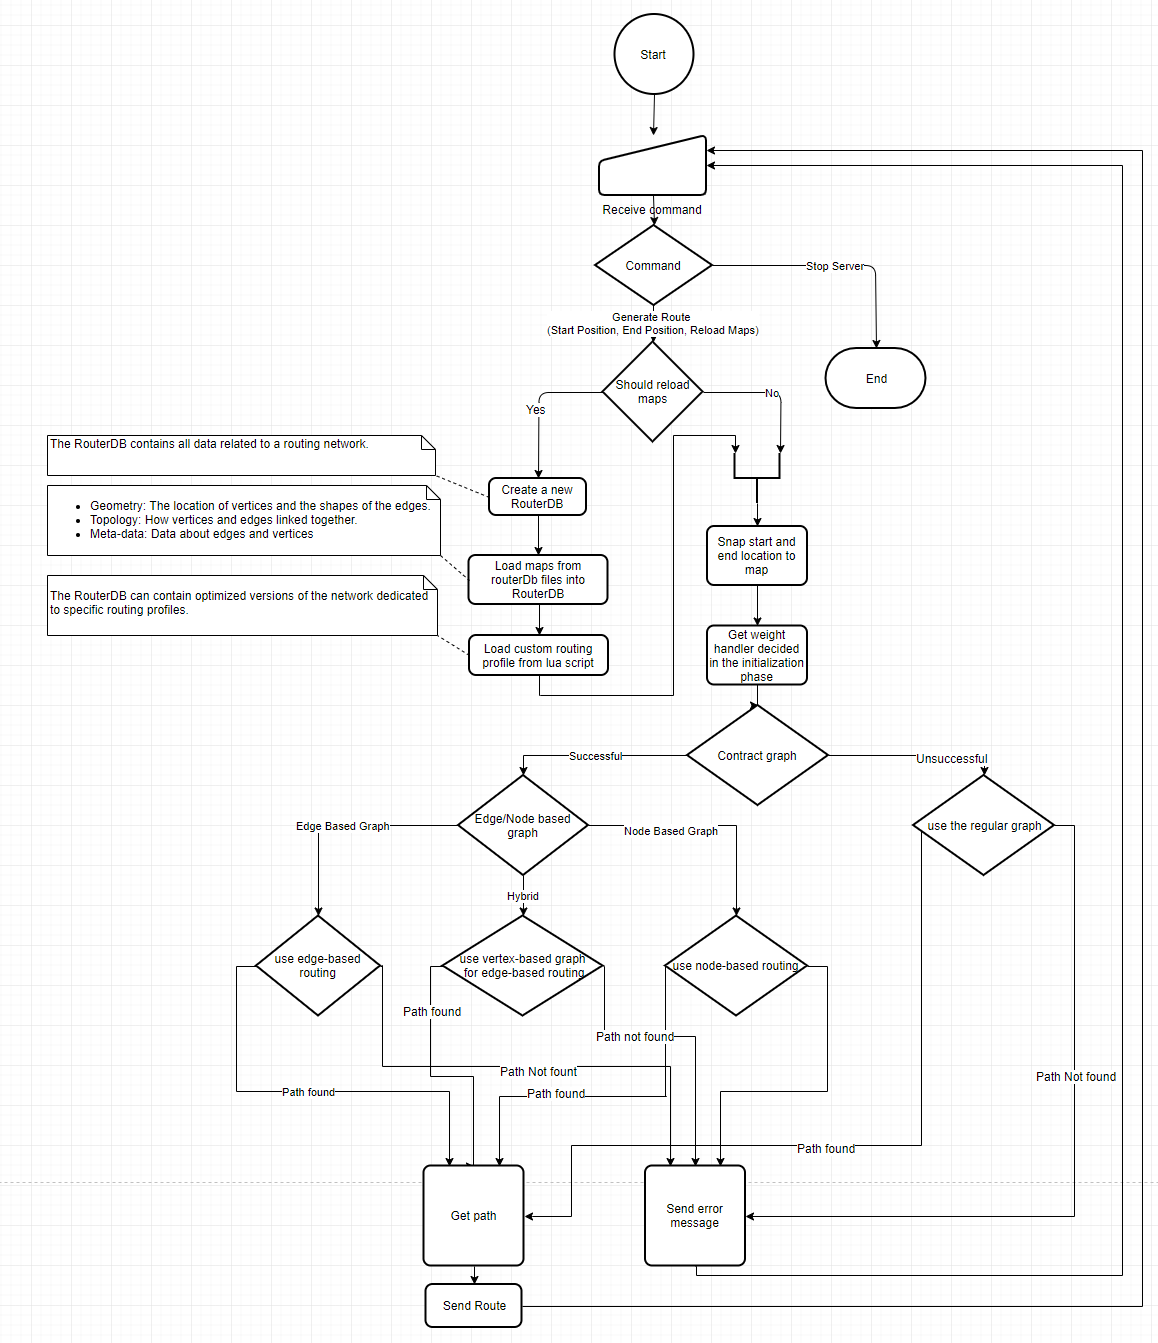 Start
Receive command
Command
Stop Server
Generate Route
(Start Position, End Position, Reload Maps)
End
Should reload
maps
Yes
No
The RouterDB contains all data related to a routing network.
Create a new
RouterDB
• Geometry: The location of vertices and the shapes of the edges.
• Topology: How vertices and edges linked together.
• Meta-data: Data about edges and vertices
Load maps from
routerDb files into
RouterDB
Snap start and
end location to
map
The RouterDB can contain optimized versions of the network dedicated
to specific routing profiles.
Load custom routing
profile from lua script
Get weight
handler decided
in the initialization
phase
Contract graph
Successful
Unsuccessful
Edge/Node based
graph
Edge Based Graph
Node Based Graph
use the regular graph
Hybrid
use edge-based
routing
use vertex-based graph
for edge-based routing
use node-based routing
Path found
Path not found
Path Not fount
Path Not found
Path found
Path found
Path found
Get path
Send error
message
Send Route